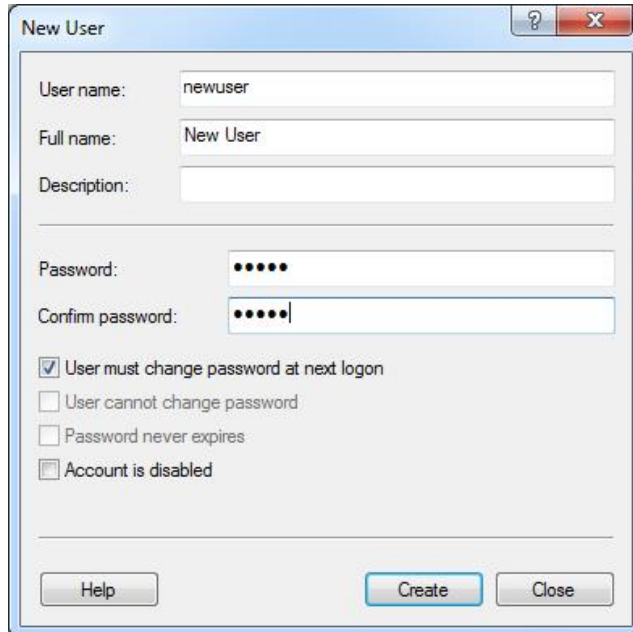 New User
?
X
User name: newuser
Full name: New User
Description:
Password: •••••
Confirm password: •••••
User must change password at next logon
User cannot change password
Password never expires
Account is disabled
Help Create Close